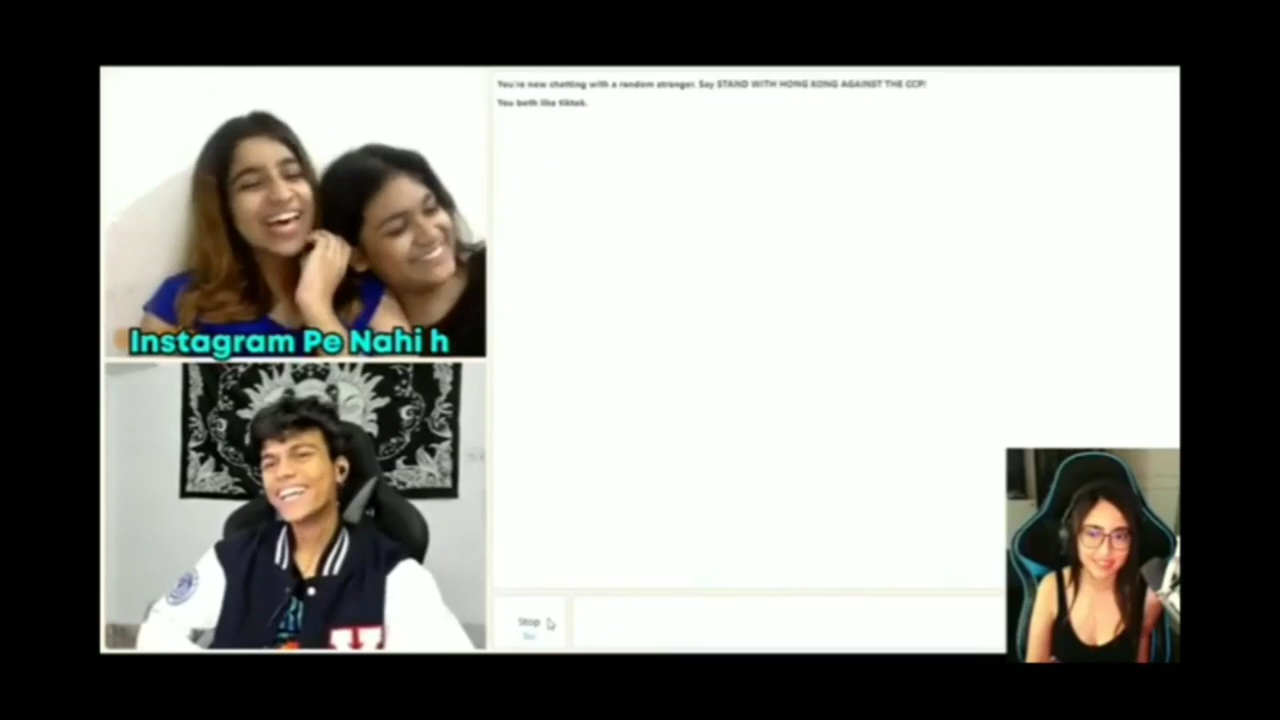 You're now chatting with a random stranger. Say STAND WITH HONG KONG AGAINST THE CCP!
You both like tiktok.
Instagram Pe Nahi h
Stop
Esc